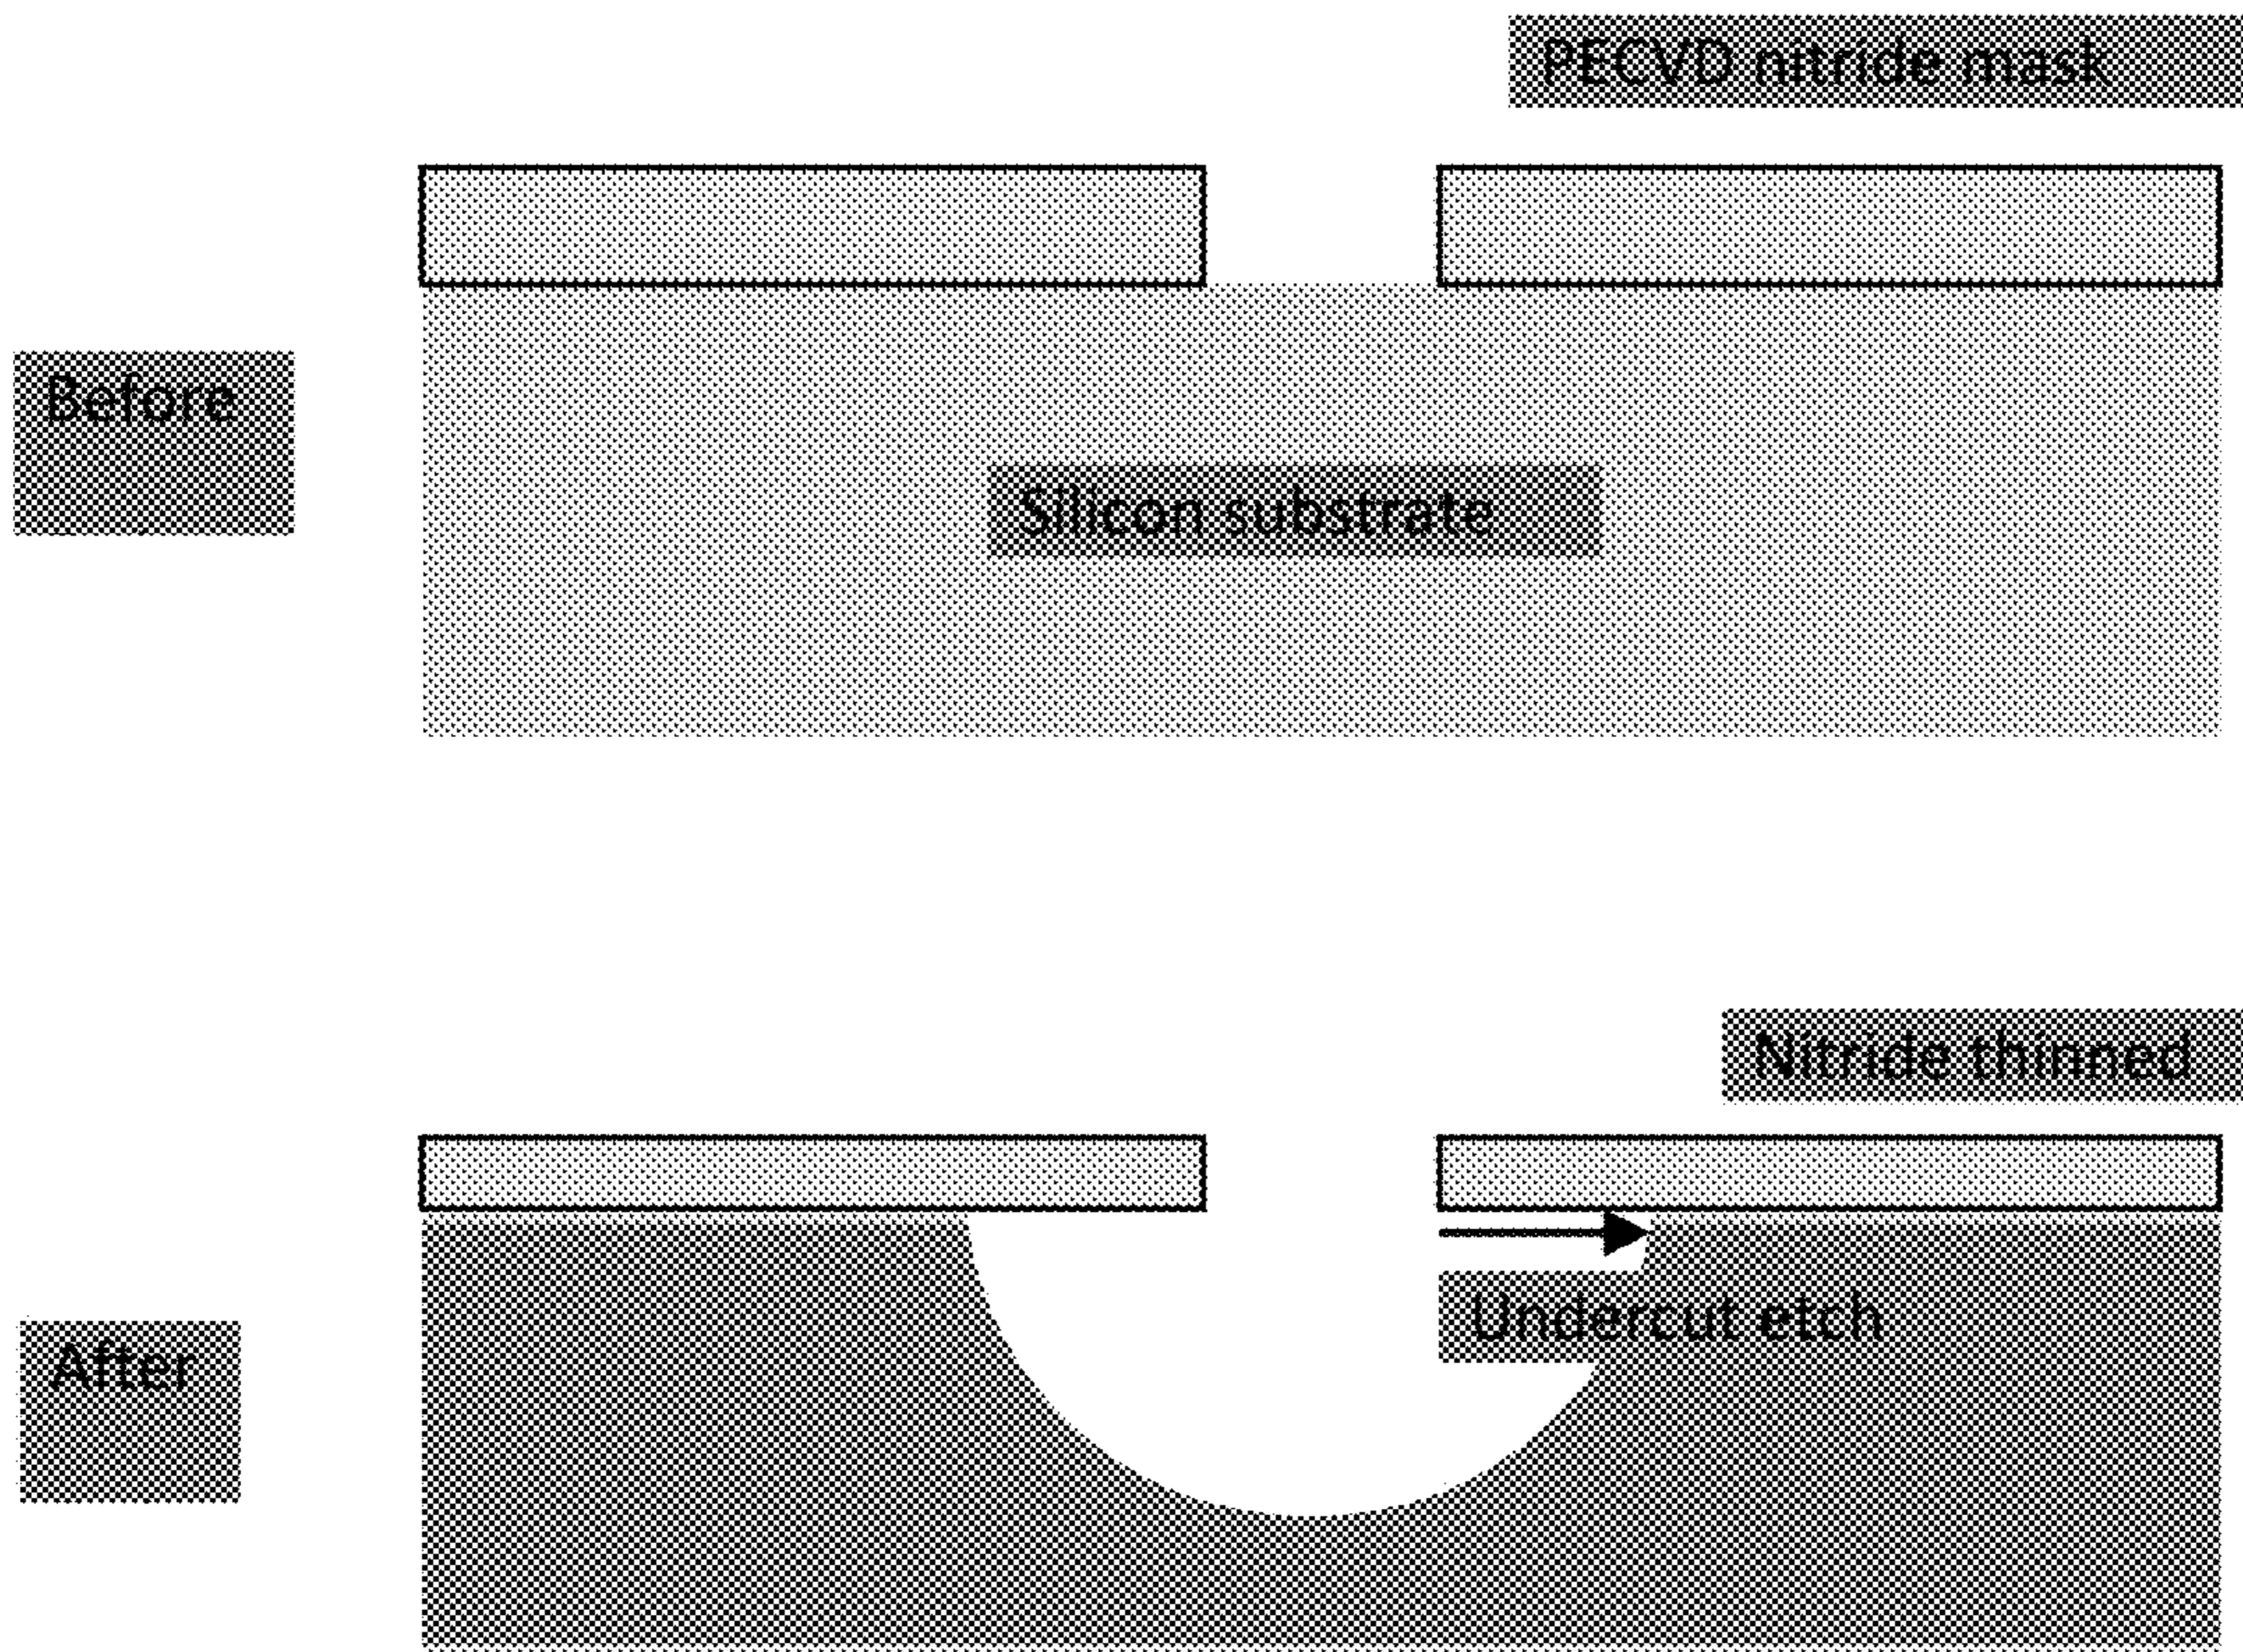 PECVD nitride mask
Before
Silicon substrate
Nitride thinned
Undercut etch
After